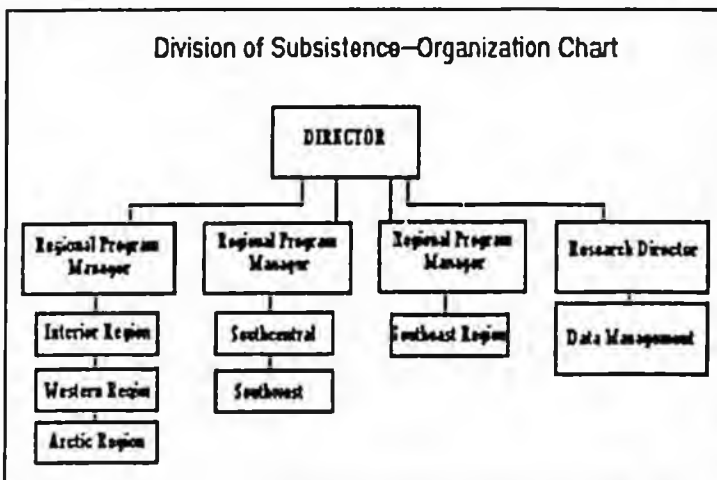 Division of Subsistence—Organization Chart
DIRECTOR
Regional Program
Manager
Regional Program
Manager
Regional Program
Manager
Research Director
Interior Region
Southcentral
Southeast Region
Data Management
Western Region
Southwest
Arctic Region